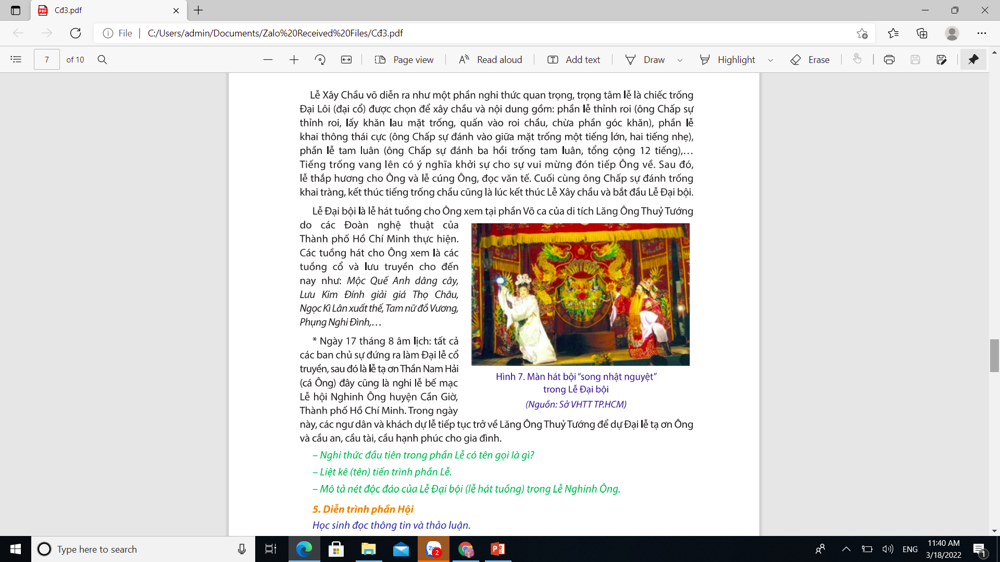 Cđ3.pdf
File
C:/Users/admin/Documents/Zalo%20Received%20Files/Cđ3.pdf
7 of 10
Page view
Read aloud
Add text
Draw
Highlight
Erase
Lễ Xây Chầu võ diễn ra như một phần nghi thức quan trọng, trọng tâm lễ là chiếc trống
Đại Lôi (đại cổ) được chọn để xây chầu và nội dung gồm: phần lễ thỉnh roi (ông Chấp sự
thỉnh roi, lấy khăn lau mặt trống, quấn vào roi chầu, chừa phần góc khăn), phần lễ
khai thông thái cực (ông Chấp sự đánh vào giữa mặt trống một tiếng lớn, hai tiếng nhẹ),
phần lễ tam luân (ông Chấp sự đánh ba hồi trống tam luân, tổng cộng 12 tiếng),…
Tiếng trống vang lên có ý nghĩa khởi sự cho sự vui mừng đón tiếp Ông về. Sau đó,
lễ thắp hương cho Ông và lễ cúng Ông, đọc văn tế. Cuối cùng ông Chấp sự đánh trống
khai tràng, kết thúc tiếng trống chầu cũng là lúc kết thúc Lễ Xây chầu và bắt đầu Lễ Đại bội.
Lễ Đại bội là lễ hát tuồng cho Ông xem tại phần Võ ca của di tích Lăng Ông Thuỷ Tướng
do các Đoàn nghệ thuật của
Thành phố Hồ Chí Minh thực hiện.
Các tuồng hát cho Ông xem là các
tuồng cổ và lưu truyền cho đến
nay như: Mộc Quế Anh dâng cây,
Lưu Kim Đính giải giá Thọ Châu,
Ngọc Kì Lân xuất thế, Tam nữ đồ Vương,
Phụng Nghi Đình,…
* Ngày 17 tháng 8 âm lịch: tất cả
các ban chủ sự đứng ra làm Đại lễ cổ
truyền, sau đó là lễ tạ ơn Thần Nam Hải
(cá Ông) đây cũng là nghi lễ bế mạc
Lễ hội Nghinh Ông huyện Cần Giờ,
Thành phố Hồ Chí Minh. Trong ngày
này, các ngư dân và khách dự lễ tiếp tục trở về Lăng Ông Thuỷ Tướng để dự Đại lễ tạ ơn Ông
và cầu an, cầu tài, cầu hạnh phúc cho gia đình.
Hình 7. Màn hát bội “song nhật nguyệt”
trong Lễ Đại bội
(Nguồn: Sở VHTT TP.HCM)
– Nghi thức đầu tiên trong phần Lễ có tên gọi là gì?
– Liệt kê (tên) tiến trình phần Lễ.
– Mô tả nét độc đáo của Lễ Đại bội (lễ hát tuồng) trong Lễ Nghinh Ông.
5. Diễn trình phần Hội
Học sinh đọc thông tin và thảo luận.
Type here to search
2
ENG
11:40 AM
3/18/2022
1